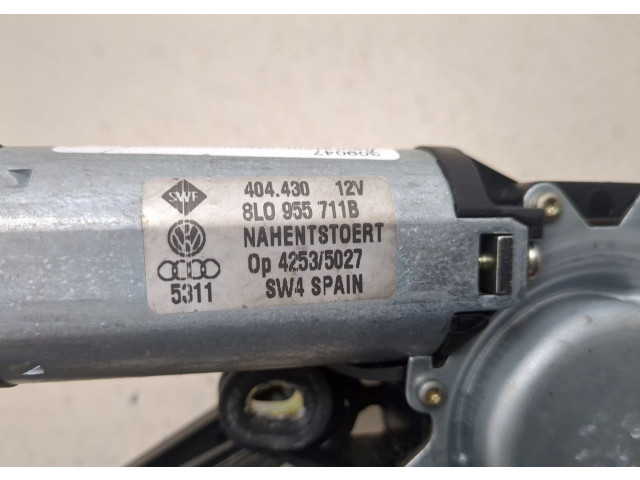 SWF 404.430 12V
8L0 955 711B
NAHENTSTOERT
Op 4253/5027
5311 SW4 SPAIN